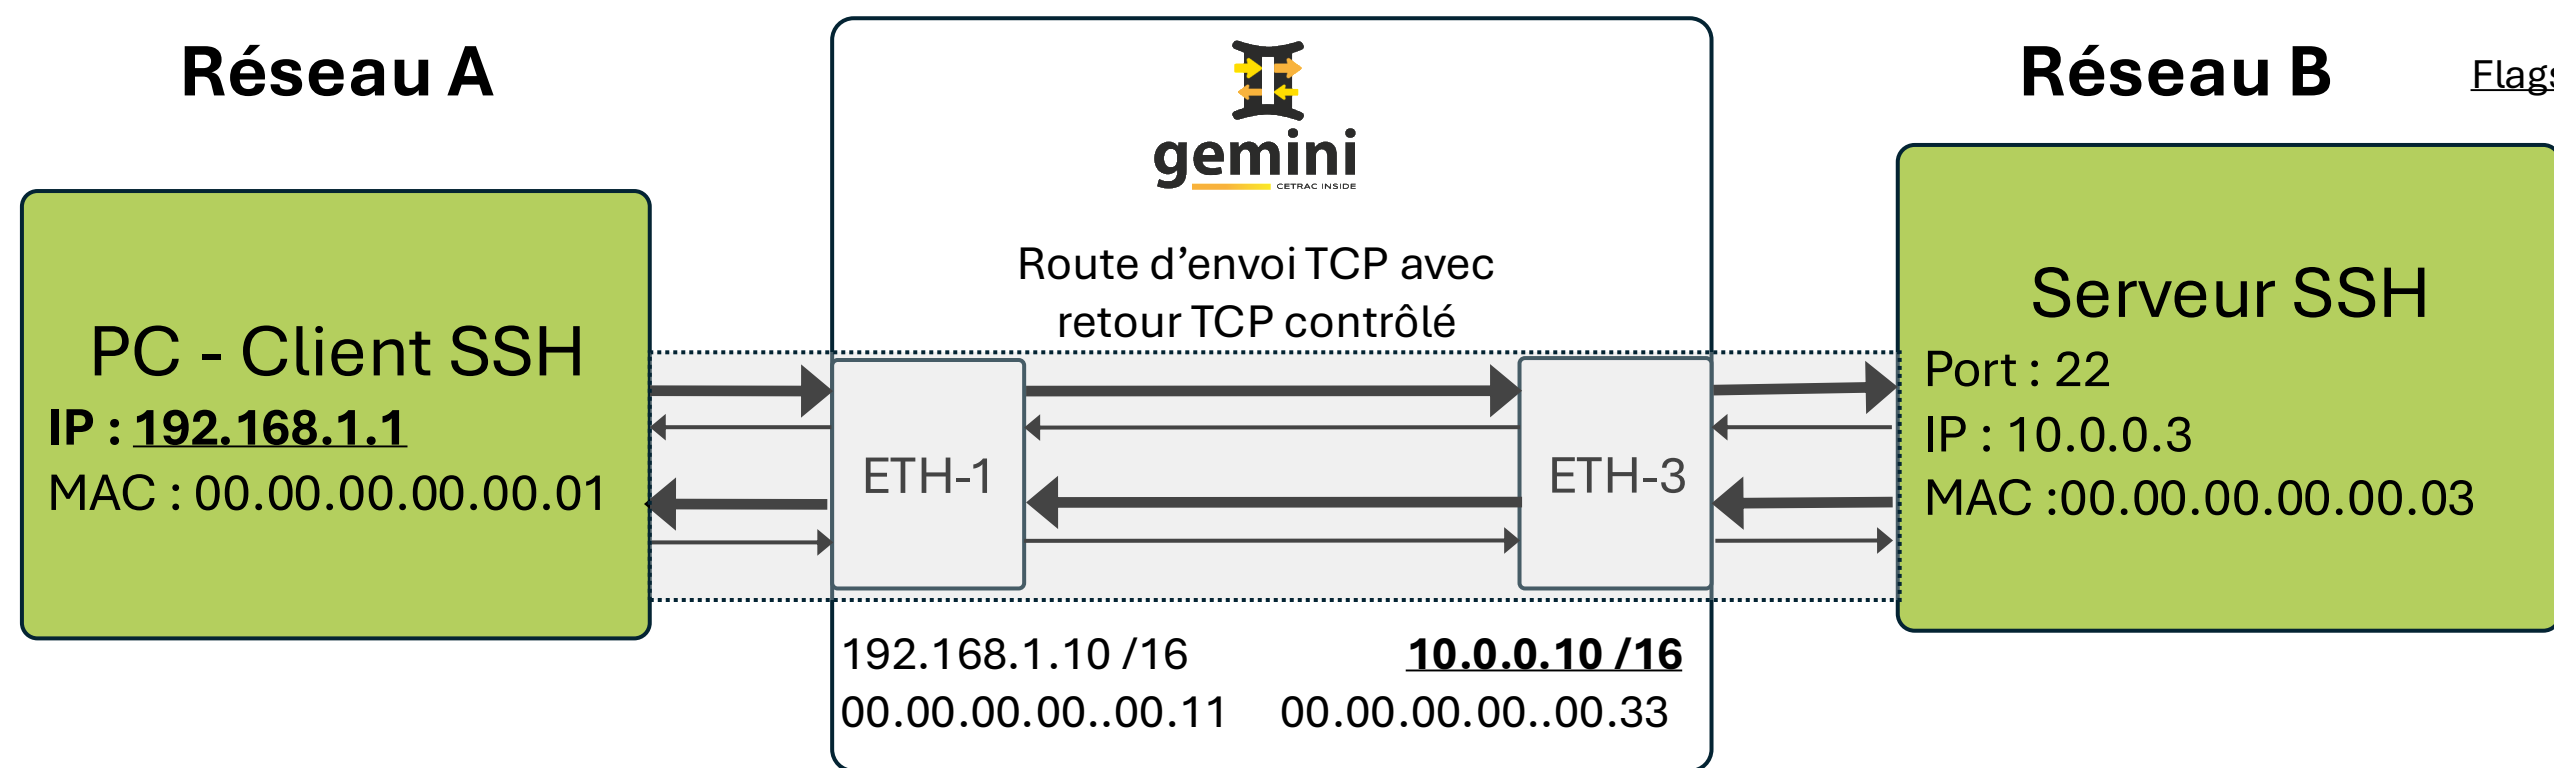 Réseau A
gemini
CETRAC INSIDE
Réseau B
Flags
Route d’envoi TCP avec
retour TCP contrôlé
PC - Client SSH
IP : 192.168.1.1
MAC : 00.00.00.00.00.01
ETH-1
ETH-3
Serveur SSH
Port : 22
IP : 10.0.0.3
MAC :00.00.00.00.00.03
192.168.1.10 /16
10.0.0.10 /16
00.00.00.00..00.11
00.00.00.00..00.33